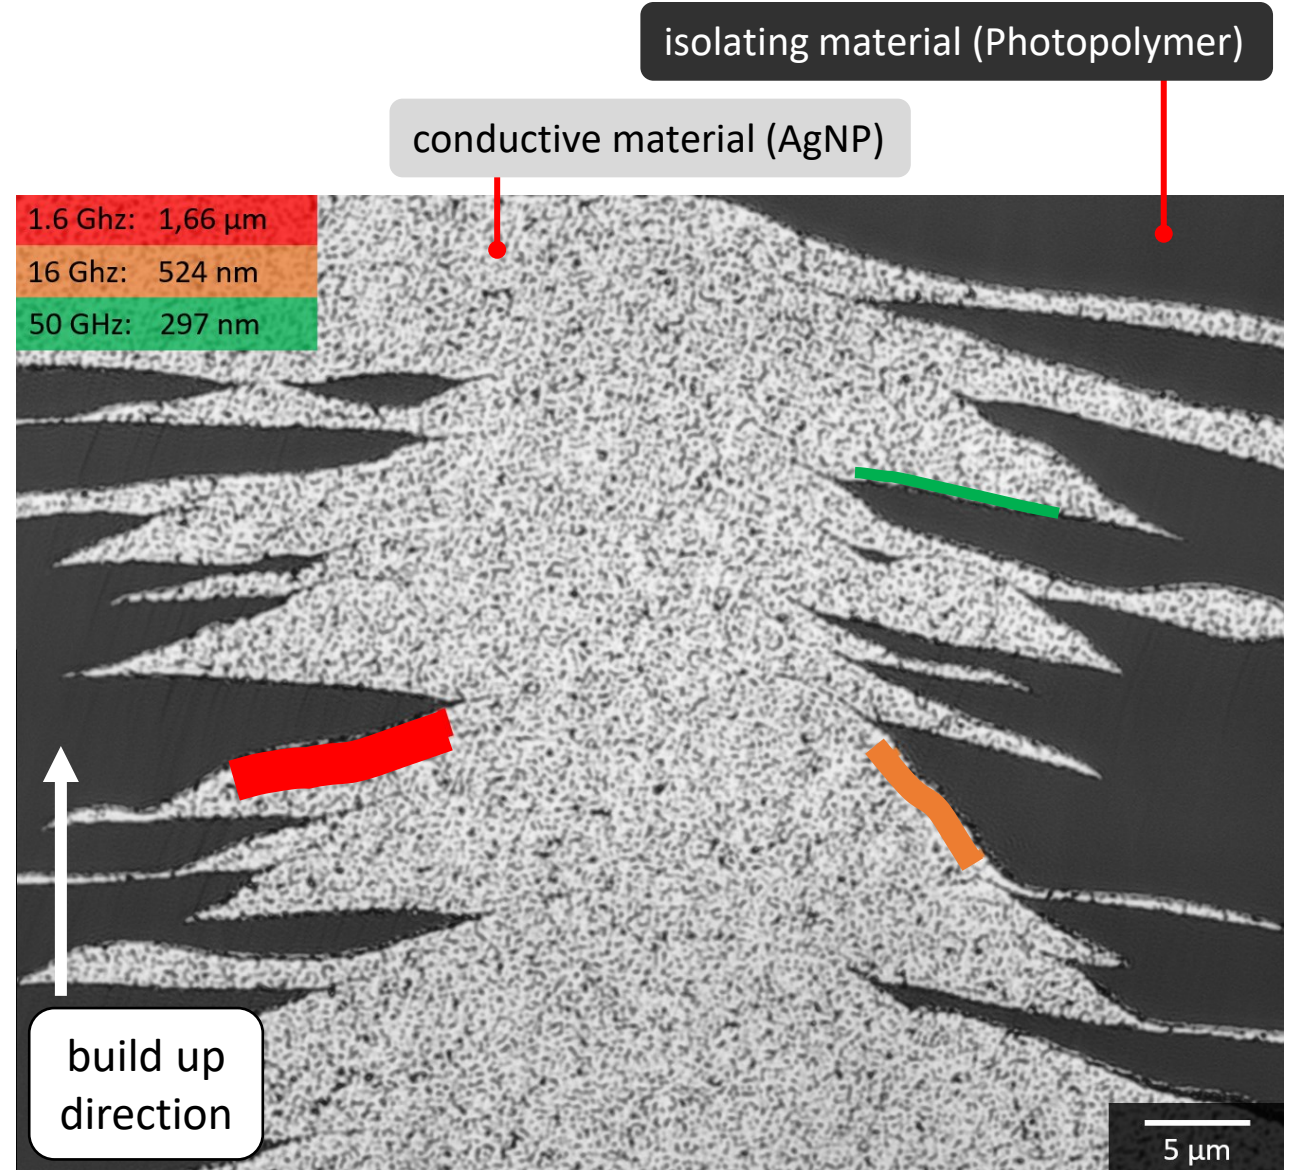 isolating material (Photopolymer)
conductive material (AgNP)
1.6 Ghz: 1,66 µm
16 Ghz: 524 nm
50 GHz: 297 nm
build up
direction
5 µm